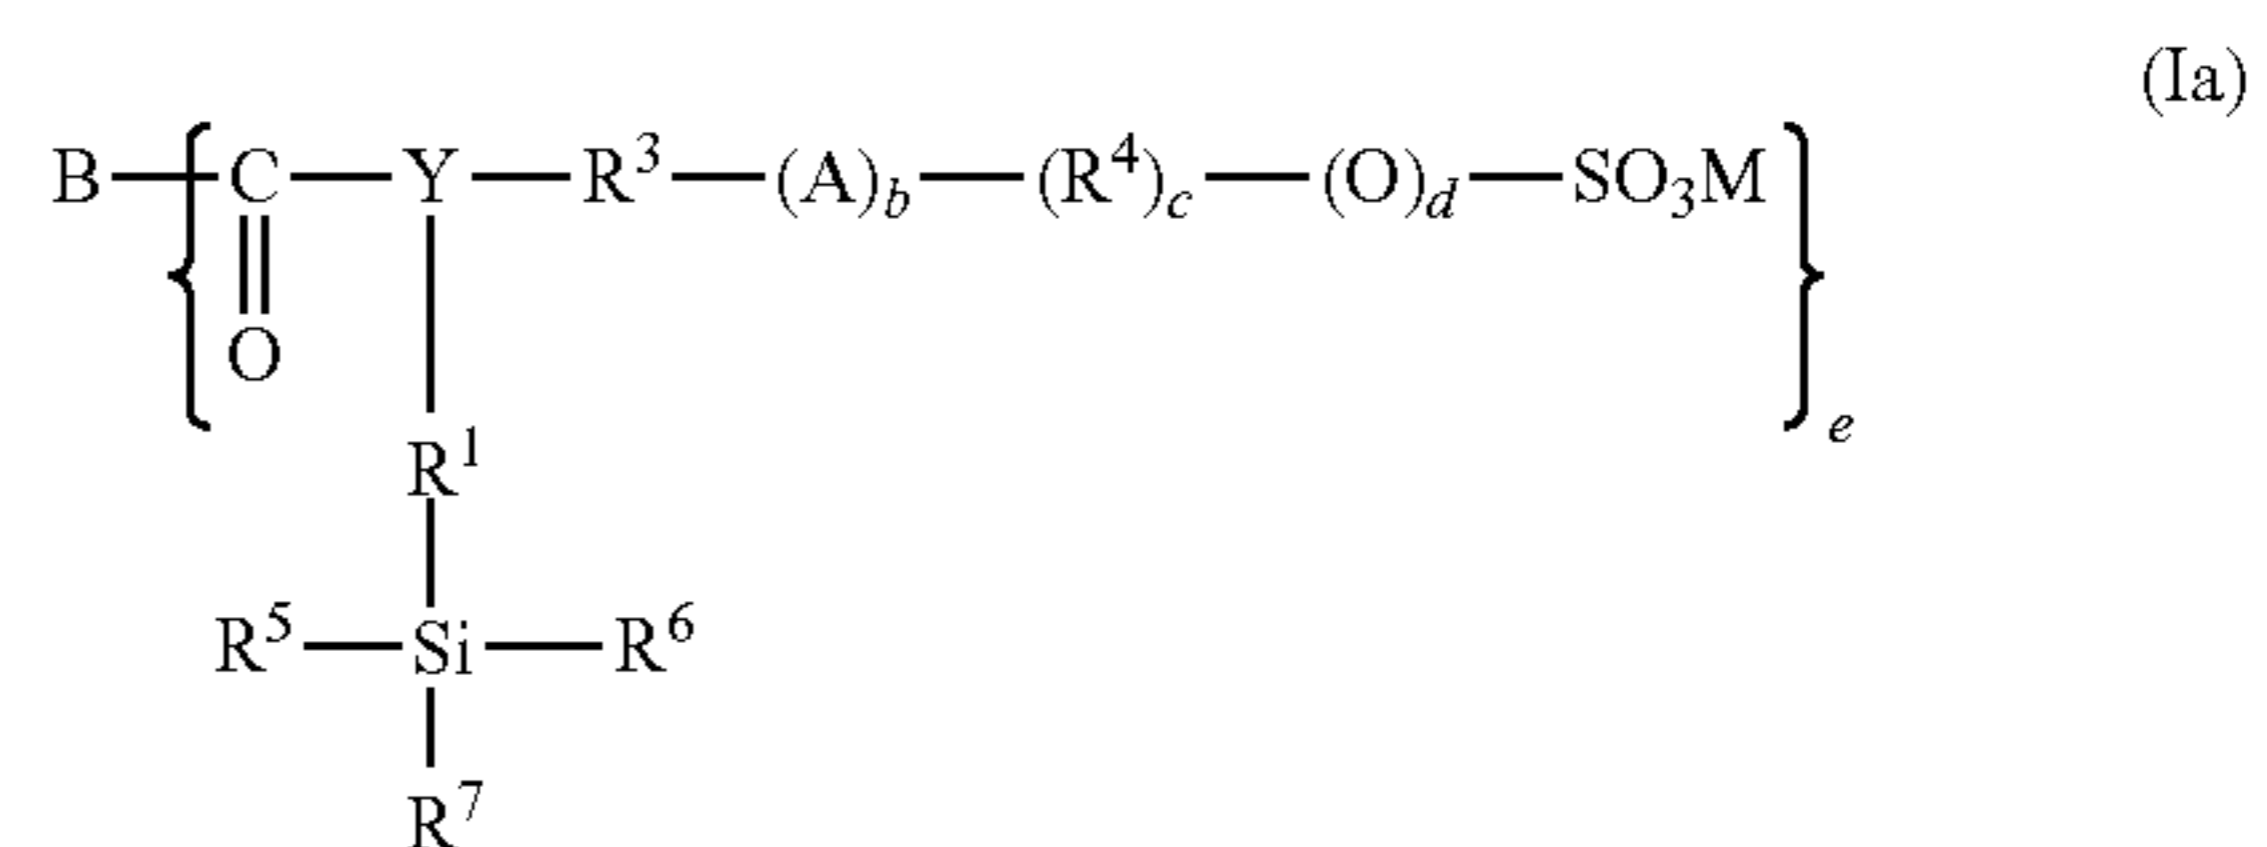 (Ia)
B—{C—Y—R³—(A)b—(R⁴)c—(O)d—SO₃M}e
O
R¹
R⁵—Si—R⁶
R⁷